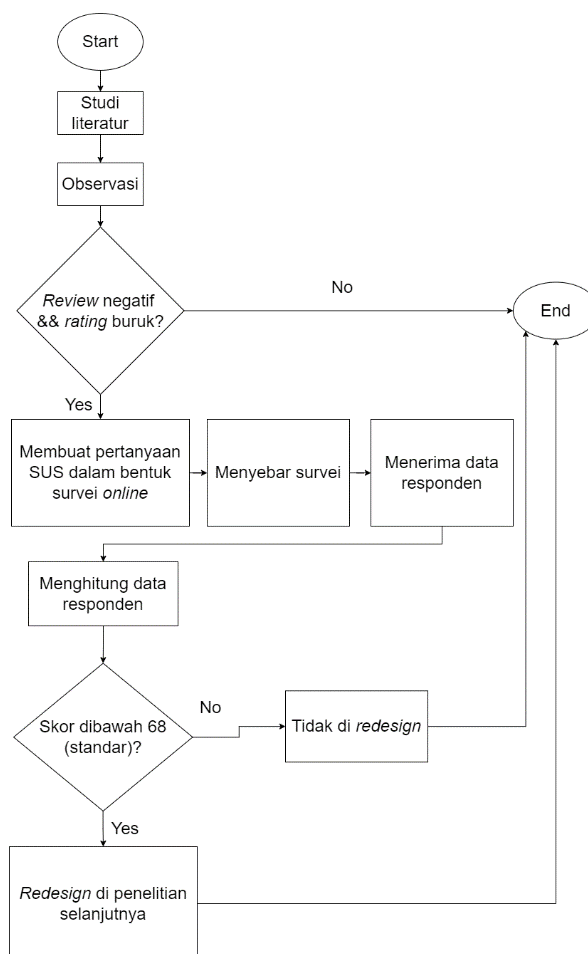 Start
Studi
literatur
Observasi
Review negatif
&& rating buruk?
No
End
Yes
Membuat pertanyaan
SUS dalam bentuk
survei online
Menyebar survei
Menerima data
responden
Menghitung data
responden
Skor dibawah 68
(standar)?
No
Tidak di redesign
Yes
Redesign di penelitian
selanjutnya